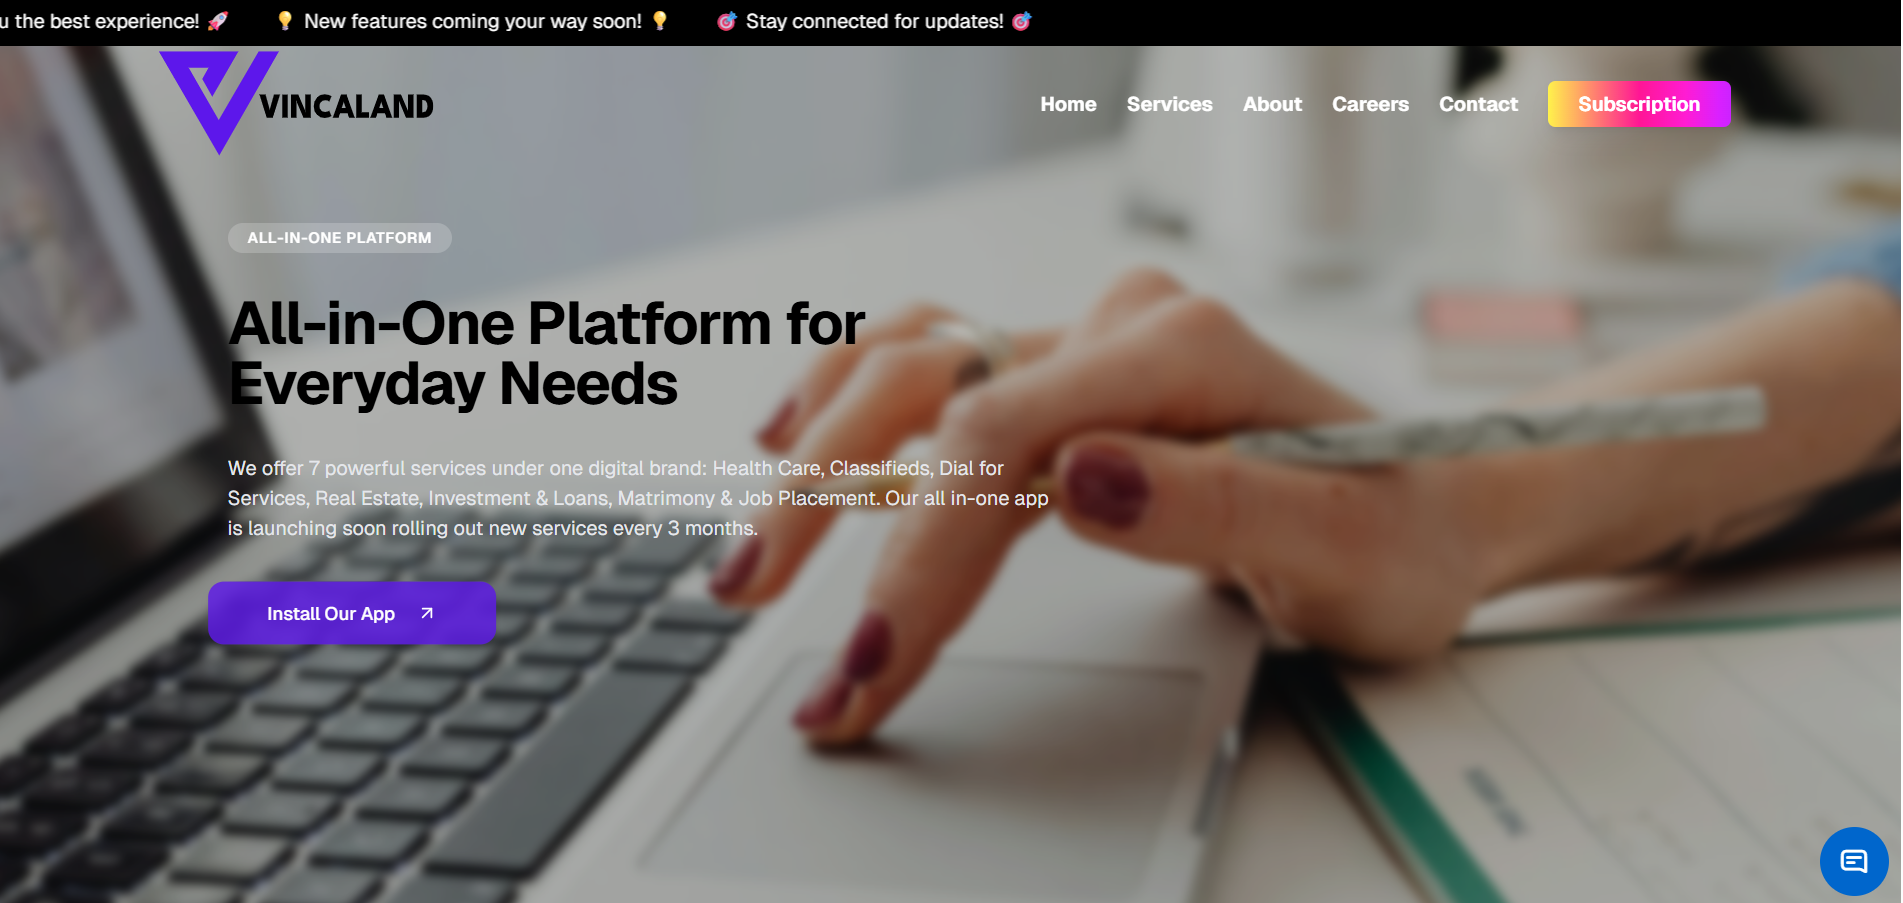 the best experience! 🚀 💡 New features coming your way soon! 💡 🎯 Stay connected for updates! 🎯
VINCALAND
Home Services About Careers Contact Subscription
ALL-IN-ONE PLATFORM
All-in-One Platform for
Everyday Needs
We offer 7 powerful services under one digital brand: Health Care, Classifieds, Dial for
Services, Real Estate, Investment & Loans, Matrimony & Job Placement. Our all in-one app
is launching soon rolling out new services every 3 months.
Install Our App